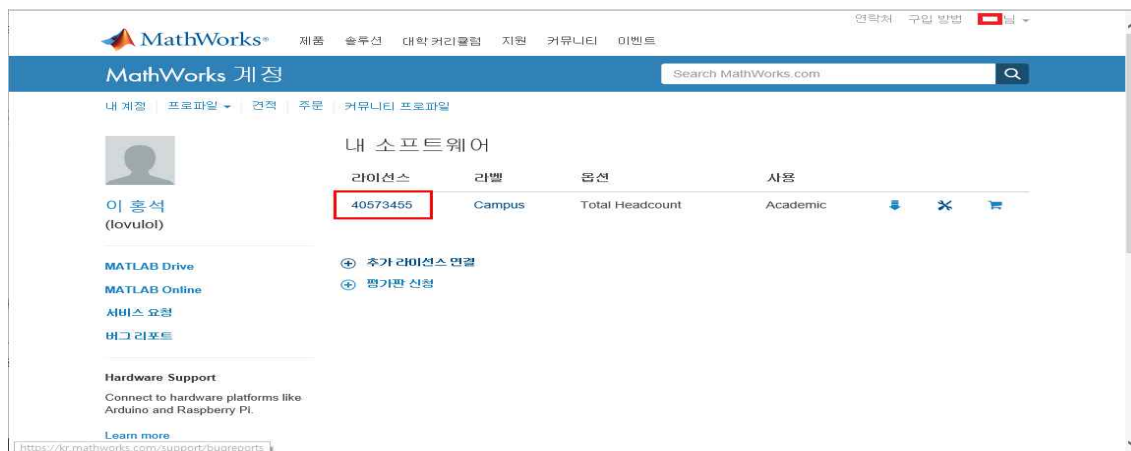 연락처 구입 방법 님
MathWorks® 제품 솔루션 대학 커리큘럼 지원 커뮤니티 이벤트
MathWorks 계정 Search MathWorks.com
내 계정 프로파일 견적 주문 커뮤니티 프로파일
내 소프트웨어
라이선스 라벨 옵션 사용
40573455 Campus Total Headcount Academic
이 홍석
(lovulol)
추가 라이선스 연결
평가판 신청
MATLAB Drive
MATLAB Online
서비스 요청
버그 리포트
Hardware Support
Connect to hardware platforms like
Arduino and Raspberry Pi.
Learn more
https://kr.mathworks.com/support/bugreports